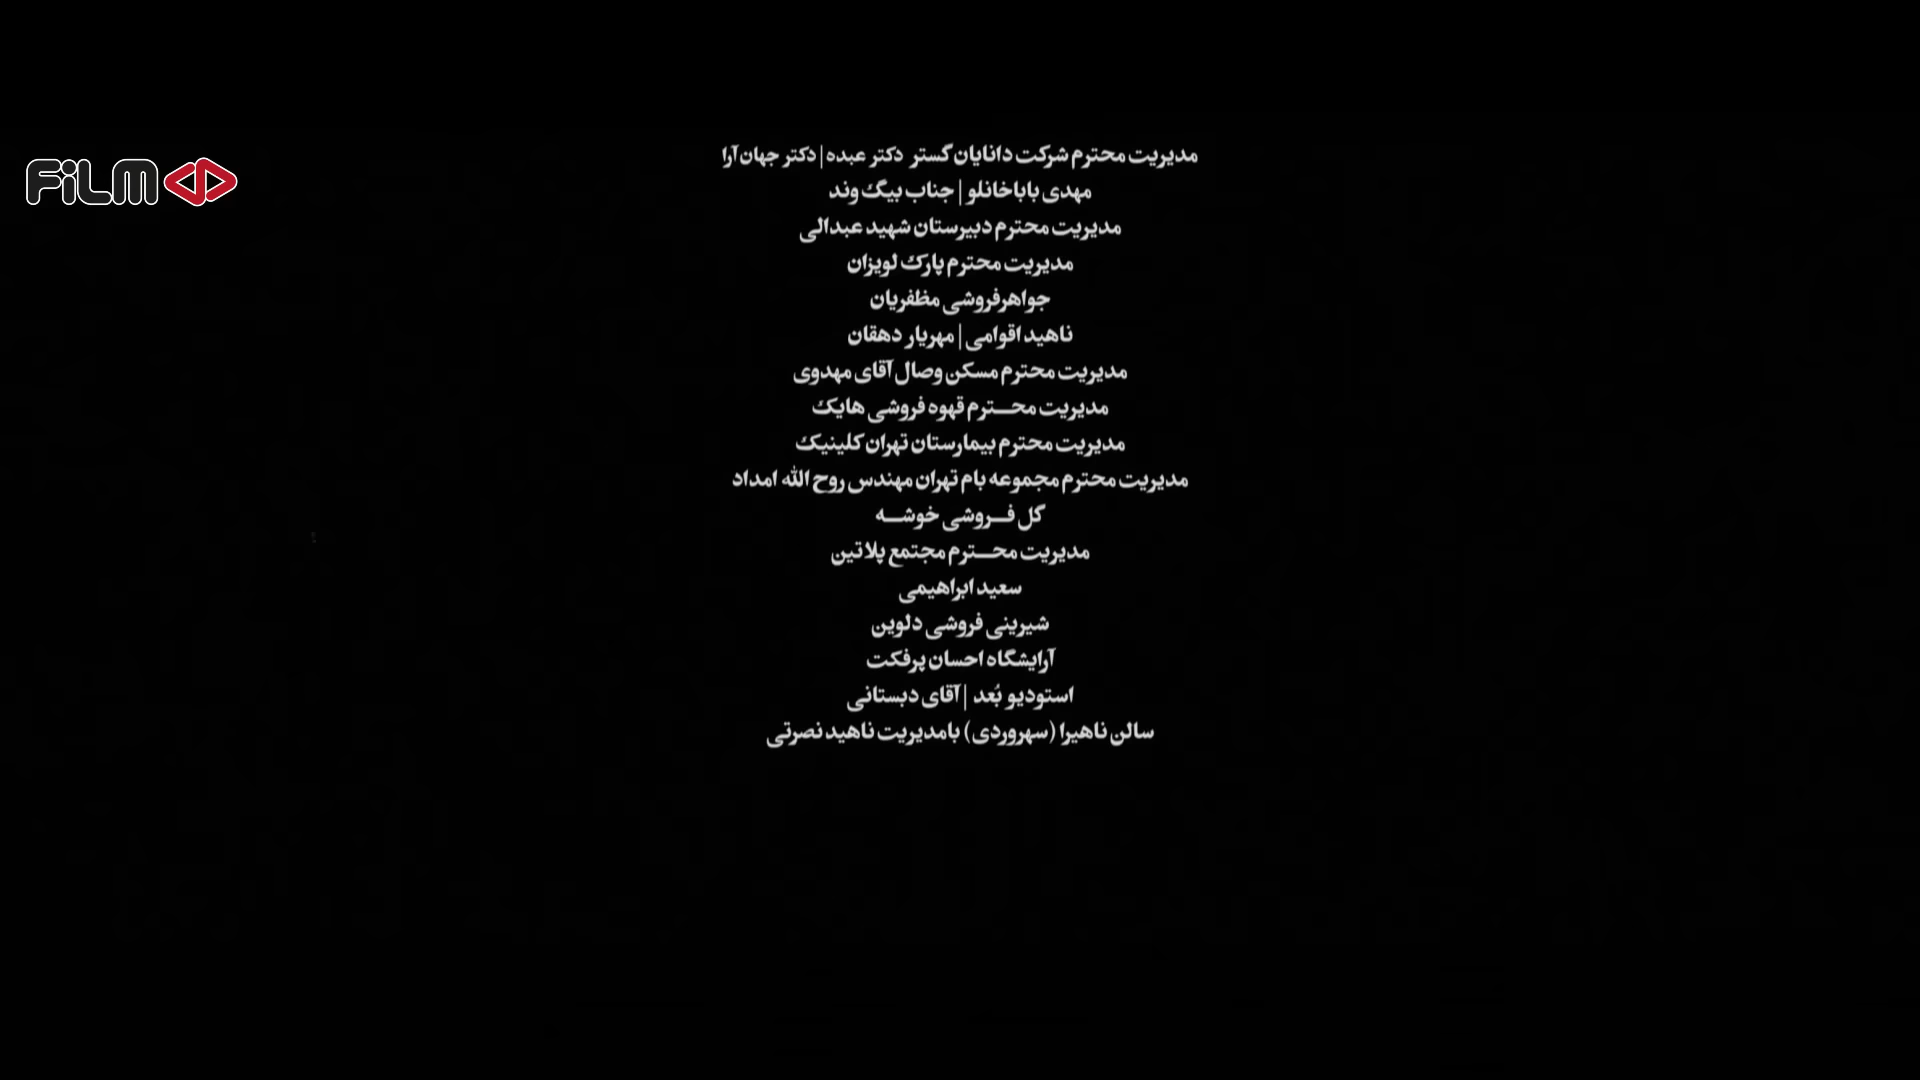 FiLM
مدیریت محترم شرکت دانایان گستر دکتر عبده | دکتر جهان آرا
مهدی باباخانلو | جناب بیگ وند
مدیریت محترم دبیرستان شهید عبدالی
مدیریت محترم پارک لویزان
جواهرفروشی مظفریان
ناهید اقوامی | مهریار دهقان
مدیریت محترم مسکن وصال آقای مهدوی
مدیریت محـــترم قهوه فروشی هایک
مدیریت محترم بیمارستان تهران کلینیک
مدیریت محترم مجموعه بام تهران مهندس روح الله امداد
گل فـــروشی خوشـــه
مدیریت محـــترم مجتمع پلاتین
سعید ابراهیمی
شیرینی فروشی دلوین
آرایشگاه احسان پرفکت
استودیو بُعد | آقای دبستانی
سالن ناهیرا (سهروردی) بامدیریت ناهید نصرتی